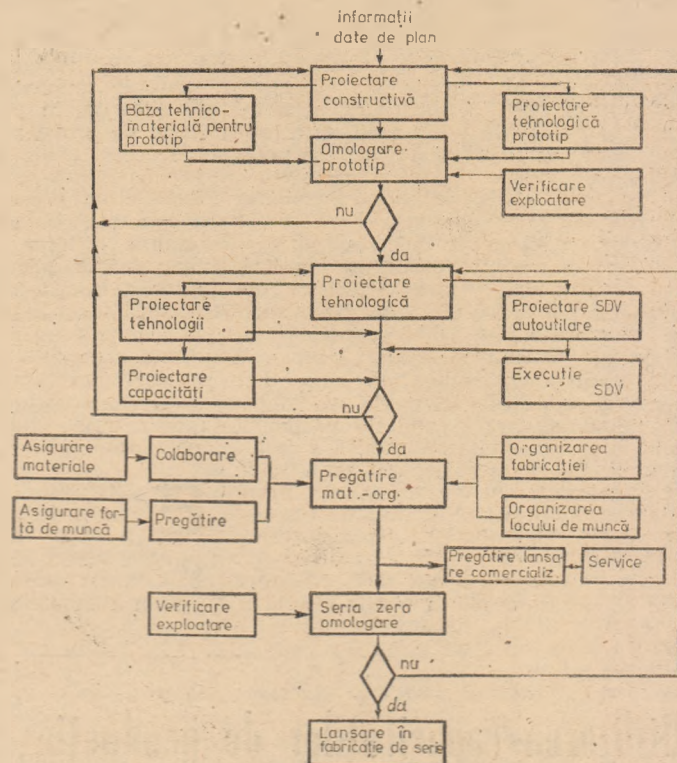 informații
date de plan
Proiectare
constructivă
Baza tehnico-
materială pentru
prototip
Proiectare
tehnologică
prototip
Omologare
prototip
Verificare
exploatare
nu
da
Proiectare
tehnologică
Proiectare
tehnologii
Proiectare SDV
autoutilare
Proiectare
capacități
Execuție
SDV
nu
da
Asigurare
materiale
Colaborare
Pregătire
mat.-org.
Organizarea
fabricației
Asigurare for-
ță de muncă
Pregătire
Organizarea
locului de muncă
Pregătire lansa-
re comercializ.
Service
Verificare
exploatare
Seria zero
omologare
nu
da
Lansare în
fabricație de serie